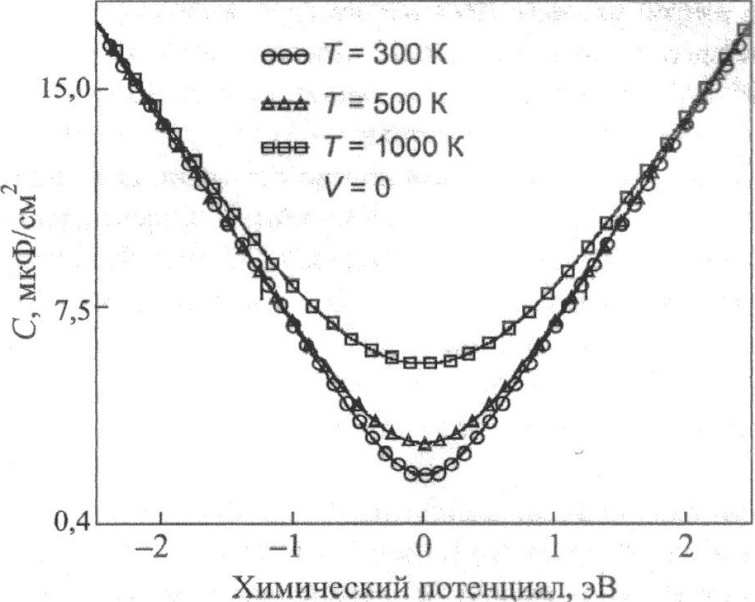 T = 300 К
T = 500 К
T = 1000 К
V = 0
15,0
7,5
0,4
C, мкФ/см²
−2
−1
0
1
2
Химический потенциал, эВ